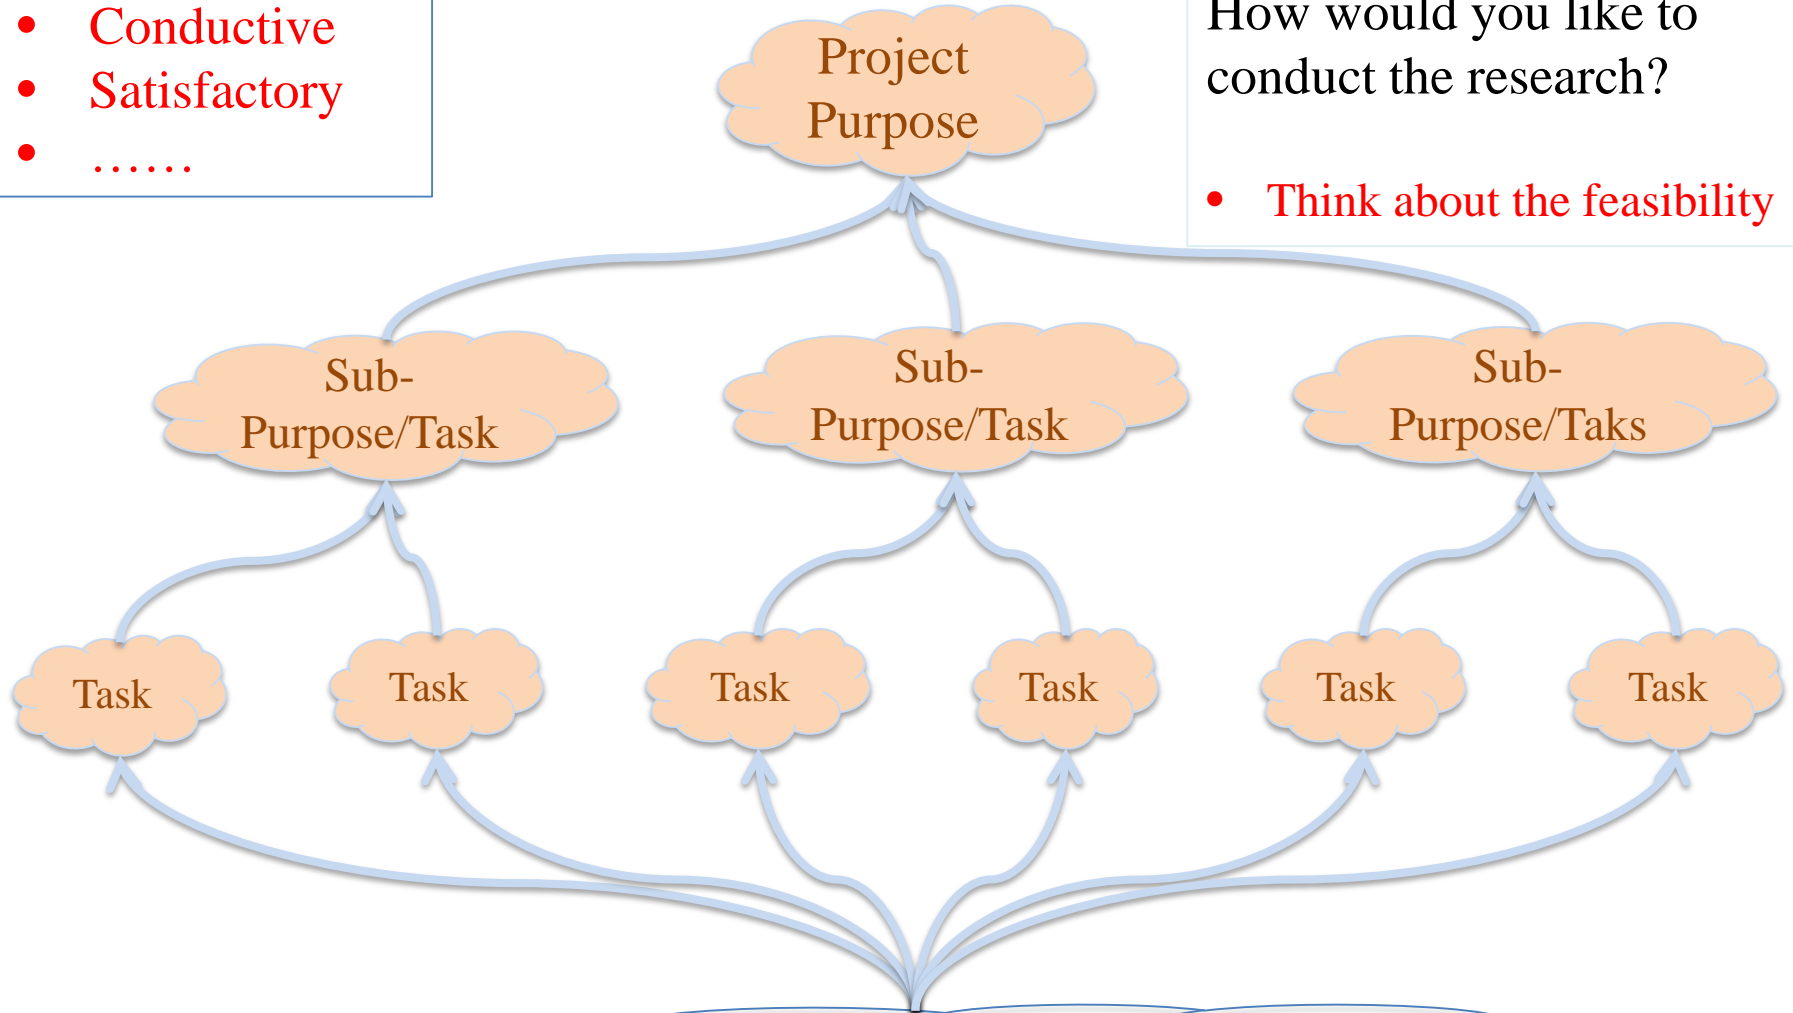 • Conductive
• Satisfactory
• ……
Project
Purpose
How would you like to
conduct the research?
• Think about the feasibility
Sub-
Purpose/Task
Sub-
Purpose/Task
Sub-
Purpose/Taks
Task
Task
Task
Task
Task
Task